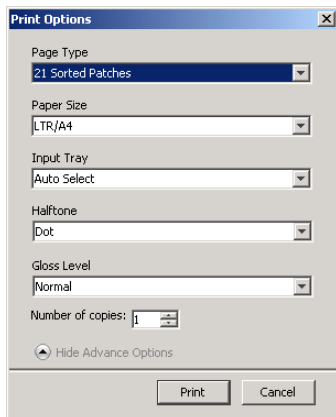 Print Options
Page Type
21 Sorted Patches
Paper Size
LTR/A4
Input Tray
Auto Select
Halftone
Dot
Gloss Level
Normal
Number of copies: 1
Hide Advance Options
Print Cancel